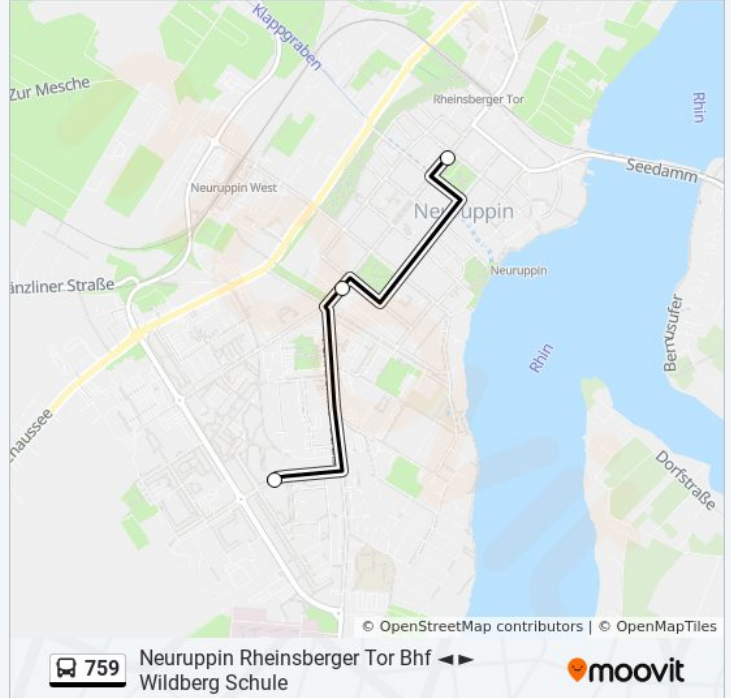 Klappgraben
Zur Mesche
Rheinsberger Tor
Rhin
Seedamm
Neuruppin West
Neuruppin
änzliner Straße
Neuruppin
Bernusufer
Rhin
enaussee
Dorfstraße
© OpenStreetMap contributors | © OpenMapTiles
759 Neuruppin Rheinsberger Tor Bhf ◄ ►
Wildberg Schule
moovit